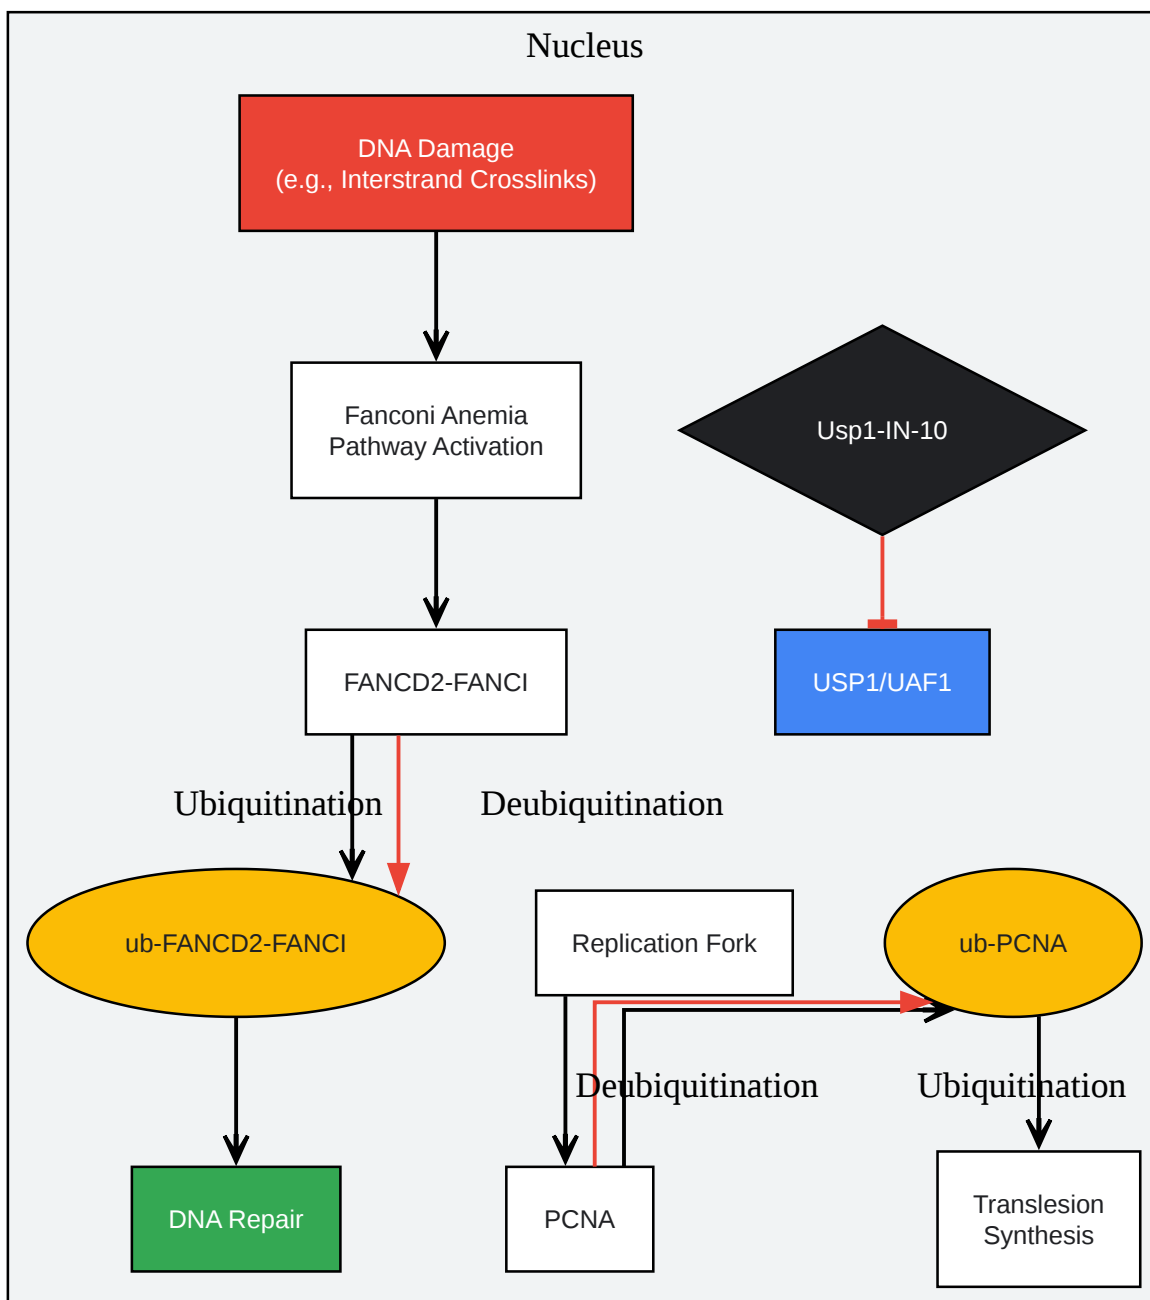 Nucleus
DNA Damage
(e.g., Interstrand Crosslinks)
Fanconi Anemia
Pathway Activation
Usp1-IN-10
FANCD2-FANCI
USP1/UAF1
Ubiquitination
Deubiquitination
ub-FANCD2-FANCI
Replication Fork
ub-PCNA
Deubiquitination
Ubiquitination
DNA Repair
PCNA
Translesion
Synthesis